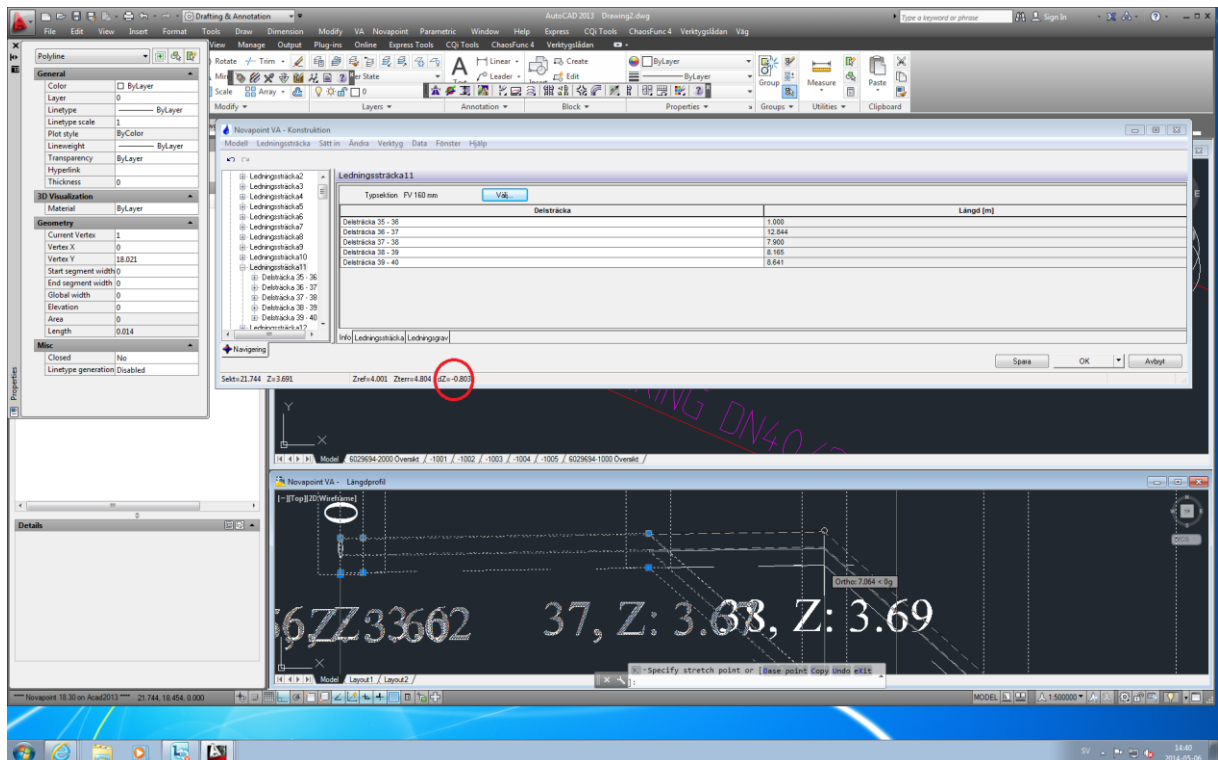 Drafting & Annotation
AutoCAD 2013 Drawing2.dwg
Type a keyword or phrase
Sign In
File Edit View Insert Format Tools Draw Dimension Modify VA Novapoint Parametric Window Help Express CQi Tools ChaosFunc 4 Verktyglådan Väg
View Manage Output Plug-ins Online Express Tools CQi Tools ChaosFunc 4 Verktyglådan
Polyline
General
Color ByLayer
Layer 0
Linetype ByLayer
Linetype scale 1
Plot style ByColor
Lineweight ByLayer
Transparency ByLayer
Hyperlink
Thickness 0
3D Visualization
Material ByLayer
Geometry
Current Vertex 1
Vertex X 0
Vertex Y 18.021
Start segment width 0
End segment width 0
Global width 0
Elevation 0
Area 0
Length 0.014
Misc
Closed No
Linetype generation Disabled
Properties
Rotate Trim
Scale Array
er State
0
Linear
Leader
Create
Edit
ByLayer
ByLayer
Group
Measure
Paste
Modify Layers Annotation Block Properties Groups Utilities Clipboard
Novapoint VA - Konstruktion
Modell Ledningssträcka Sätt in Ändra Verktyg Data Fönster Hjälp
Ledningssträcka2
Ledningssträcka3
Ledningssträcka4
Ledningssträcka5
Ledningssträcka6
Ledningssträcka7
Ledningssträcka8
Ledningssträcka9
Ledningssträcka10
Ledningssträcka11
Delsträcka 35 - 36
Delsträcka 36 - 37
Delsträcka 37 - 38
Delsträcka 38 - 39
Delsträcka 39 - 40
Ledningssträcka12
Navigering
Ledningssträcka11
Typsektion FV 160 mm Välj...
Delsträcka Längd [m]
Delsträcka 35 - 36 1.000
Delsträcka 36 - 37 12.844
Delsträcka 37 - 38 7.900
Delsträcka 38 - 39 8.165
Delsträcka 39 - 40 8.641
Info Ledningssträcka Ledningsgrav
Spara OK Avbryt
Sekt=21.744 Z=3.691 Zref=4.001 Zterr=4.804 dZ=-0.803
Y
X
Model 6029694-2000 Översikt -1001 -1002 -1003 -1004 -1005 6029694-1000 Översikt
Details
Novapoint VA - Längdprofil
[-][Top][2D Wireframe]
Ortho: 7.064 < 0g
38, Z: 3.69
X
Specify stretch point or [Base point Copy Undo eXit
]:
Model Layout1 Layout2
**** Novapoint 18.30 on Acad2013 **** 21.744, 18.454, 0.000
MODEL
1:500000
SV
14:40
2014-05-06